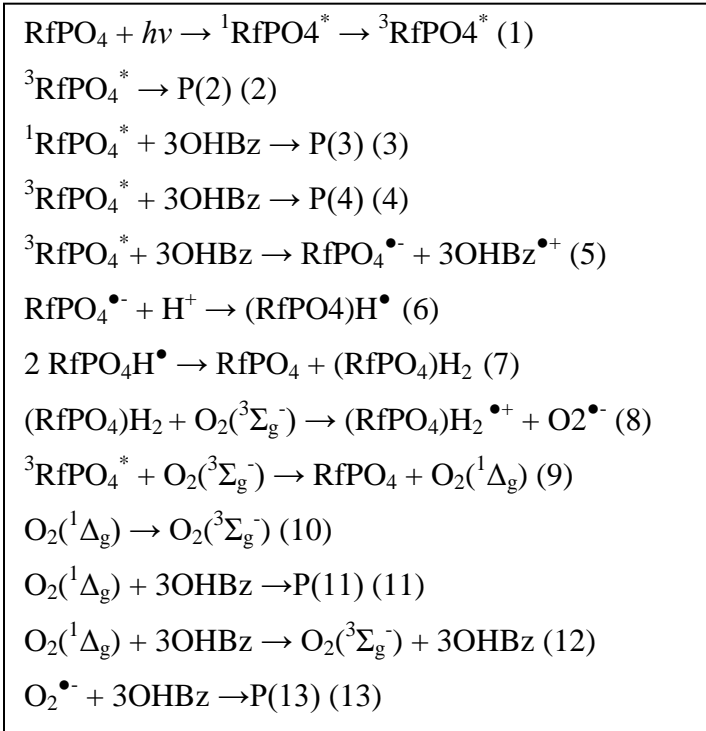 RfPO₄ + hν → ¹RfPO4* → ³RfPO4* (1)
³RfPO₄* → P(2) (2)
¹RfPO₄* + 3OHBz → P(3) (3)
³RfPO₄* + 3OHBz → P(4) (4)
³RfPO₄* + 3OHBz → RfPO₄•⁻ + 3OHBz•⁺ (5)
RfPO₄•⁻ + H⁺ → (RfPO4)H• (6)
2 RfPO₄H• → RfPO₄ + (RfPO₄)H₂ (7)
(RfPO₄)H₂ + O₂(³Σg⁻) → (RfPO₄)H₂ •⁺ + O2•⁻ (8)
³RfPO₄* + O₂(³Σg⁻) → RfPO₄ + O₂(¹Δg) (9)
O₂(¹Δg) → O₂(³Σg⁻) (10)
O₂(¹Δg) + 3OHBz →P(11) (11)
O₂(¹Δg) + 3OHBz → O₂(³Σg⁻) + 3OHBz (12)
O₂•⁻ + 3OHBz →P(13) (13)